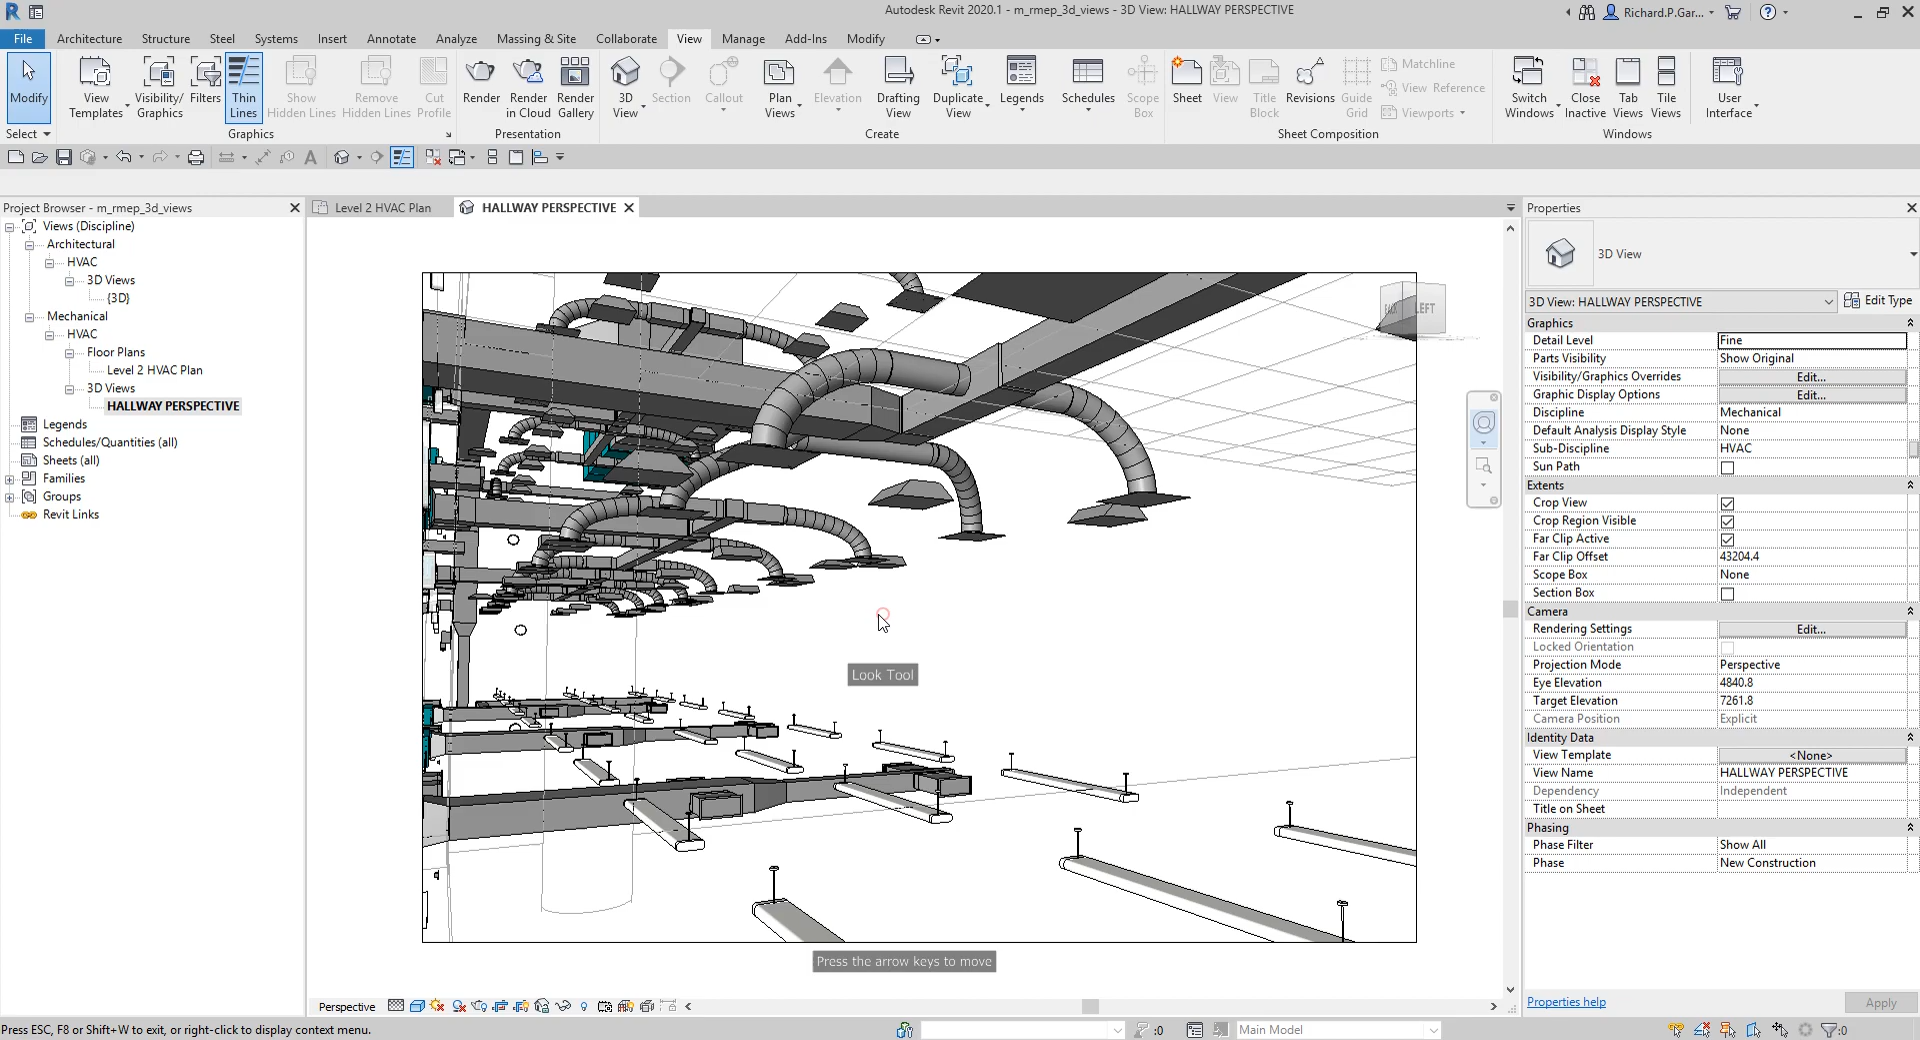 Autodesk Revit 2020.1 - m_rmep_3d_views - 3D View: HALLWAY PERSPECTIVE
Richard.P.Gar...
File Architecture Structure Steel Systems Insert Annotate Analyze Massing & Site Collaborate View Manage Add-Ins Modify
Modify
View Templates
Visibility/ Graphics
Filters
Thin Lines
Show Hidden Lines
Remove Hidden Lines
Cut Profile
Render
Render in Cloud
Render Gallery
3D View
Section
Callout
Plan Views
Elevation
Drafting View
Duplicate View
Legends
Schedules
Scope Box
Sheet
View
Title Block
Revisions
Guide Grid
Matchline
View Reference
Viewports
Switch Windows
Close Inactive
Tab Views
Tile Views
User Interface
Select
Graphics
Presentation
Create
Sheet Composition
Windows
Project Browser - m_rmep_3d_views
Views (Discipline)
Architectural
HVAC
3D Views
{3D}
Mechanical
HVAC
Floor Plans
Level 2 HVAC Plan
3D Views
HALLWAY PERSPECTIVE
Legends
Schedules/Quantities (all)
Sheets (all)
Families
Groups
Revit Links
Level 2 HVAC Plan
HALLWAY PERSPECTIVE
LEFT
Look Tool
Press the arrow keys to move
Perspective
Properties
3D View
3D View: HALLWAY PERSPECTIVE
Edit Type
Graphics
Detail Level Fine
Parts Visibility Show Original
Visibility/Graphics Overrides Edit...
Graphic Display Options Edit...
Discipline Mechanical
Default Analysis Display Style None
Sub-Discipline HVAC
Sun Path
Extents
Crop View
Crop Region Visible
Far Clip Active
Far Clip Offset 43204.4
Scope Box None
Section Box
Camera
Rendering Settings Edit...
Locked Orientation
Projection Mode Perspective
Eye Elevation 4840.8
Target Elevation 7261.8
Camera Position Explicit
Identity Data
View Template <None>
View Name HALLWAY PERSPECTIVE
Dependency Independent
Title on Sheet
Phasing
Phase Filter Show All
Phase New Construction
Properties help
Apply
Press ESC, F8 or Shift+W to exit, or right-click to display context menu.
:0
Main Model
:0